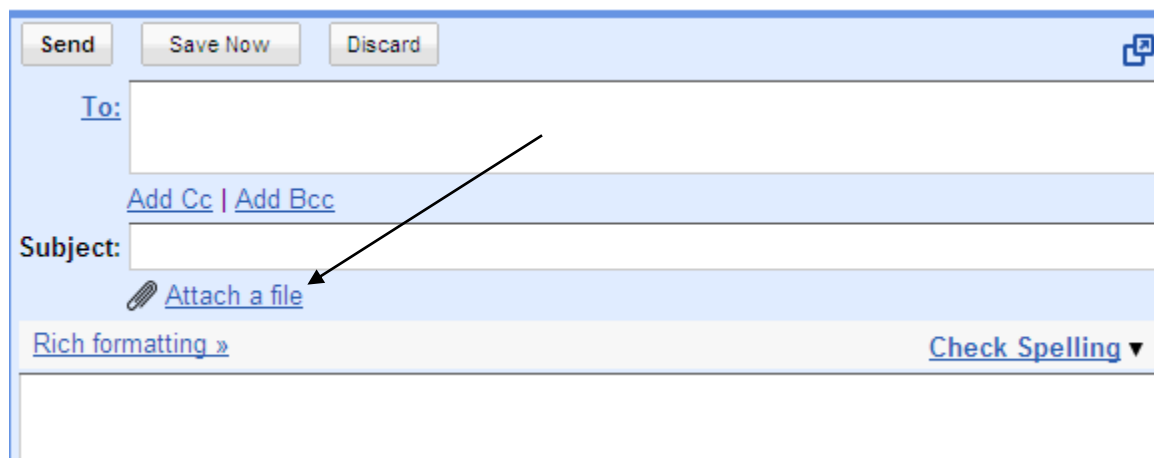 Send Save Now Discard
To:
Add Cc | Add Bcc
Subject:
Attach a file
Rich formatting » Check Spelling ▼